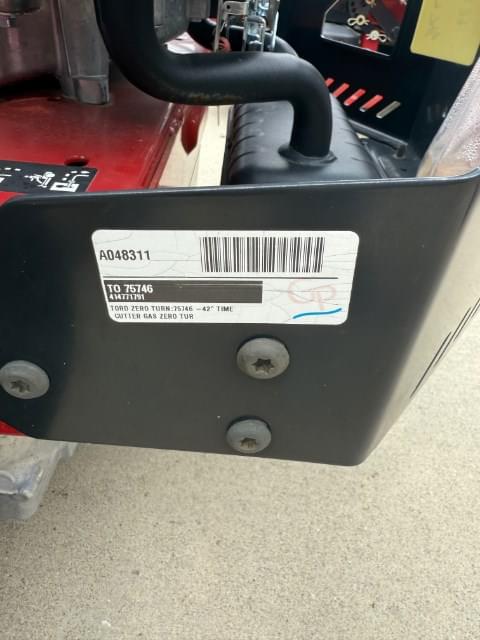 A048311
TO 75746
414771791
TORO ZERO TURN:75746 -42" TIME
CUTTER GAS ZERO TUR